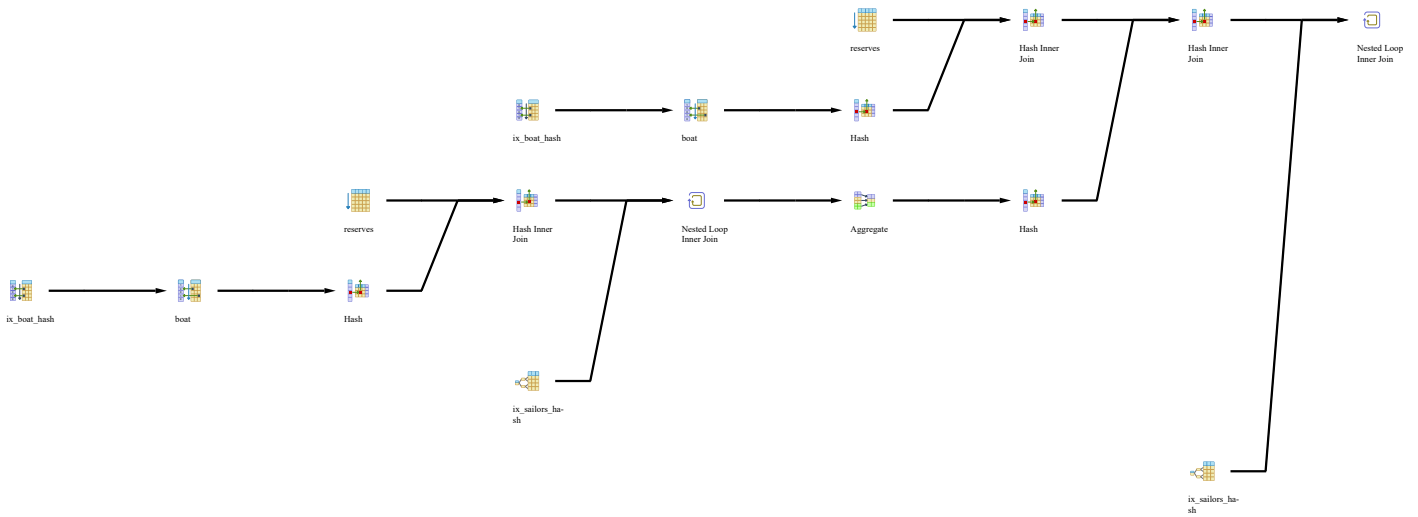 reserves
Hash Inner
Join
Hash Inner
Join
Nested Loop
Inner Join
ix_boat_hash
boat
Hash
reserves
Hash Inner
Join
Nested Loop
Inner Join
Aggregate
Hash
ix_boat_hash
boat
Hash
ix_sailors_ha-
sh
ix_sailors_ha-
sh